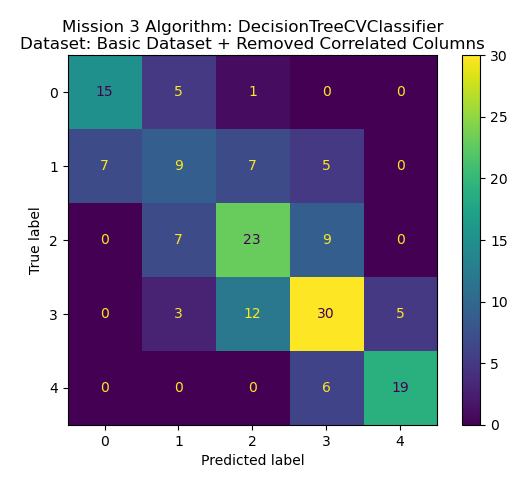 Mission 3 Algorithm: DecisionTreeCVClassifier
Dataset: Basic Dataset + Removed Correlated Columns
30
0 15 5 1 0 0
25
1 7 9 7 5 0
20
True label
2 0 7 23 9 0
15
10
3 0 3 12 30 5
5
4 0 0 0 6 19
0
0 1 2 3 4
Predicted label